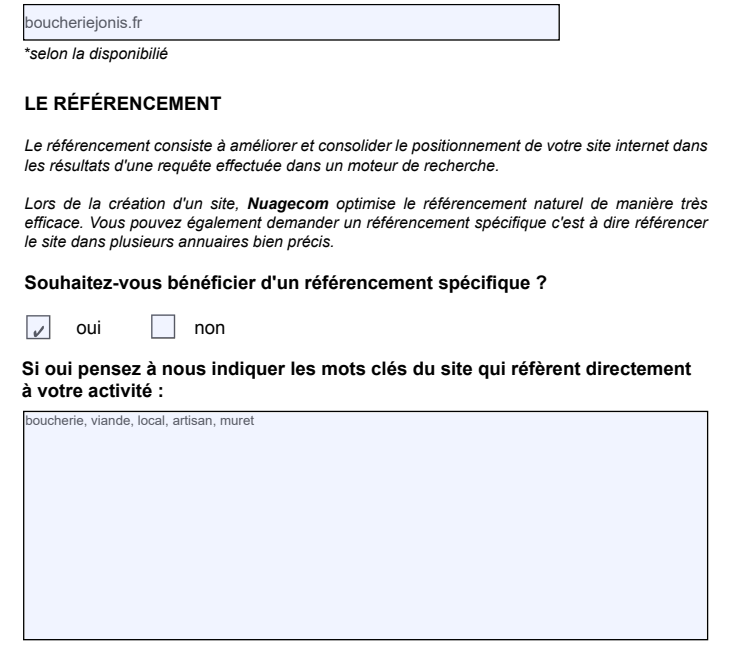 boucheriejonis.fr
*selon la disponibilié
LE RÉFÉRENCEMENT
Le référencement consiste à améliorer et consolider le positionnement de votre site internet dans
les résultats d'une requête effectuée dans un moteur de recherche.
Lors de la création d'un site, Nuagecom optimise le référencement naturel de manière très
efficace. Vous pouvez également demander un référencement spécifique c'est à dire référencer
le site dans plusieurs annuaires bien précis.
Souhaitez-vous bénéficier d'un référencement spécifique ?
oui non
Si oui pensez à nous indiquer les mots clés du site qui réfèrent directement
à votre activité :
boucherie, viande, local, artisan, muret